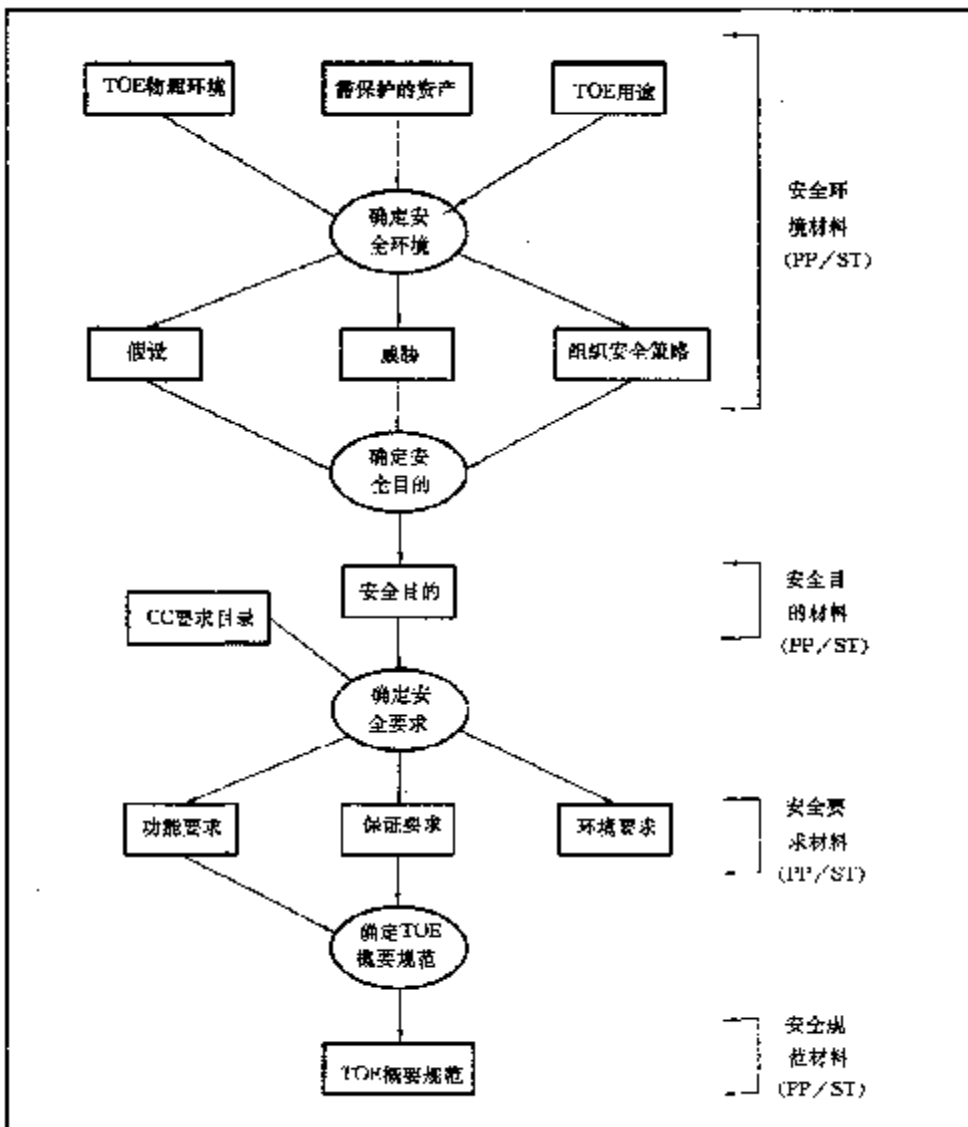 TOE物理环境
需保护的资产
TOE用途
确定安
全环境
安全环
境材料
(PP/ST)
假设
威胁
组织安全策略
确定安
全目的
安全目的
安全目
的材料
(PP/ST)
CC要求目录
确定安
全要求
功能要求
保证要求
环境要求
安全要
求材料
(PP/ST)
确定TOE
概要规范
TOE概要规范
安全规
范材料
(PP/ST)